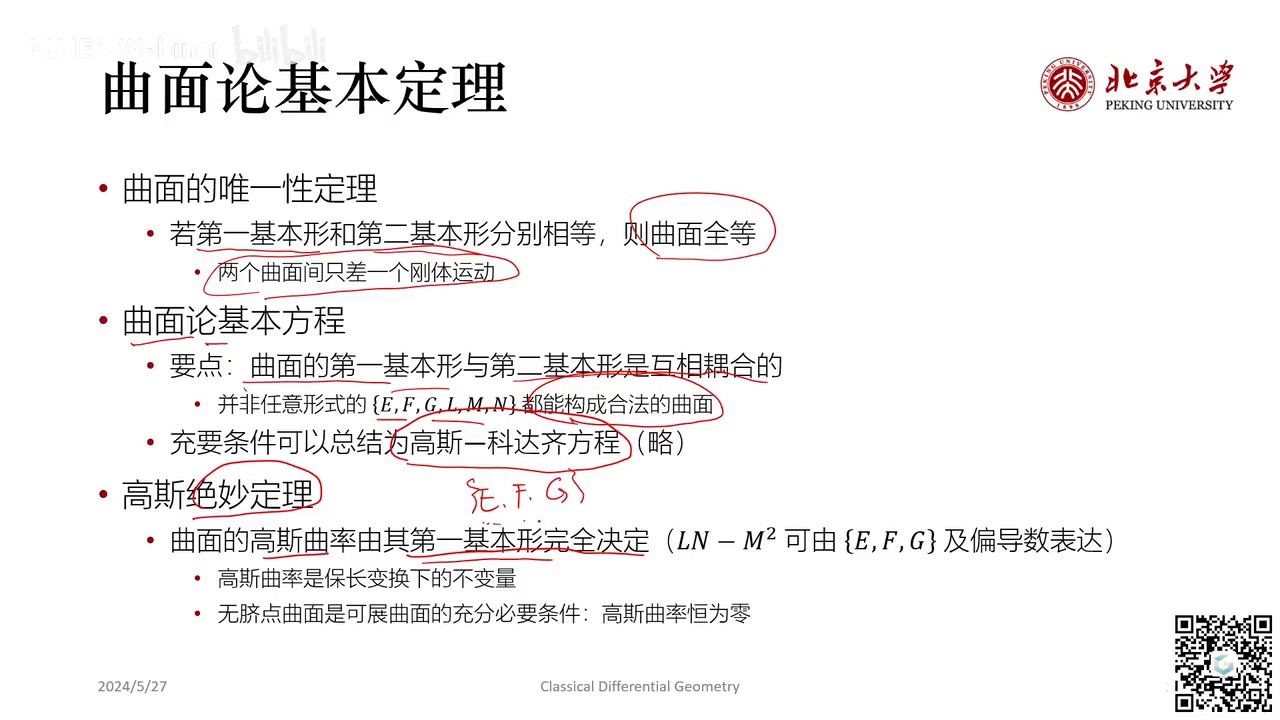 bilibili
曲面论基本定理
北京大学
PEKING UNIVERSITY
• 曲面的唯一性定理
• 若第一基本形和第二基本形分别相等，则曲面全等
• 两个曲面间只差一个刚体运动
• 曲面论基本方程
• 要点：曲面的第一基本形与第二基本形是互相耦合的
• 并非任意形式的 {E, F, G, L, M, N} 都能构成合法的曲面
• 充要条件可以总结为高斯—科达齐方程（略）
• 高斯绝妙定理
{E, F, G}
• 曲面的高斯曲率由其第一基本形完全决定（LN − M² 可由 {E, F, G} 及偏导数表达）
• 高斯曲率是保长变换下的不变量
• 无脐点曲面是可展曲面的充分必要条件：高斯曲率恒为零
2024/5/27
Classical Differential Geometry